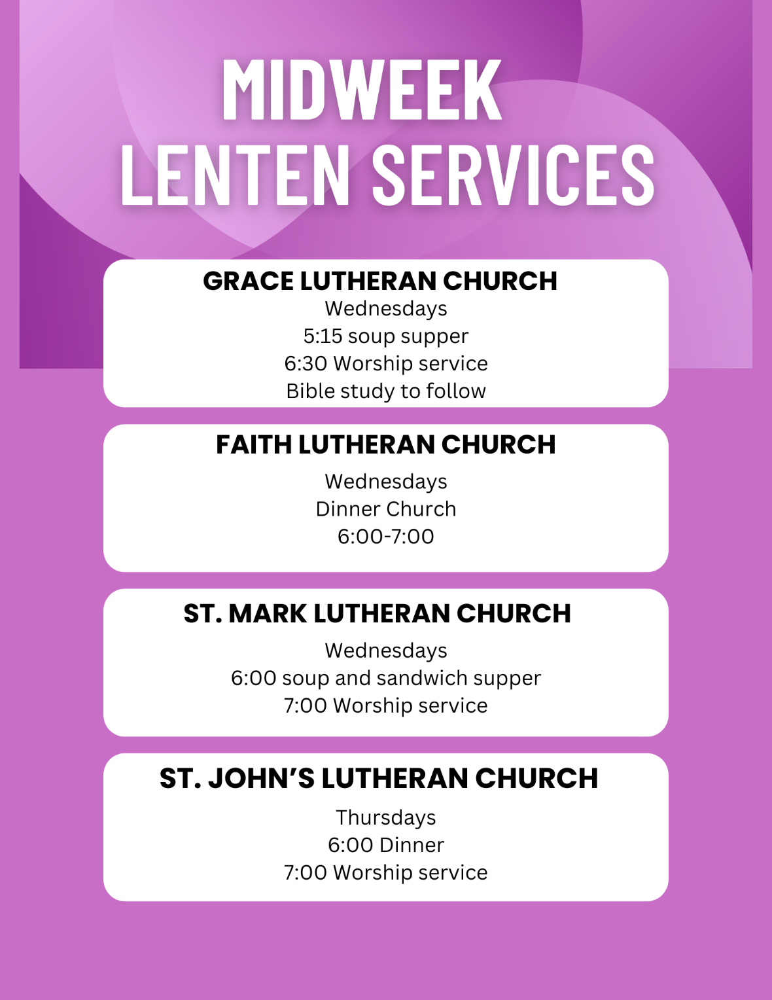 MIDWEEK
LENTEN SERVICES
GRACE LUTHERAN CHURCH
Wednesdays
5:15 soup supper
6:30 Worship service
Bible study to follow
FAITH LUTHERAN CHURCH
Wednesdays
Dinner Church
6:00-7:00
ST. MARK LUTHERAN CHURCH
Wednesdays
6:00 soup and sandwich supper
7:00 Worship service
ST. JOHN’S LUTHERAN CHURCH
Thursdays
6:00 Dinner
7:00 Worship service